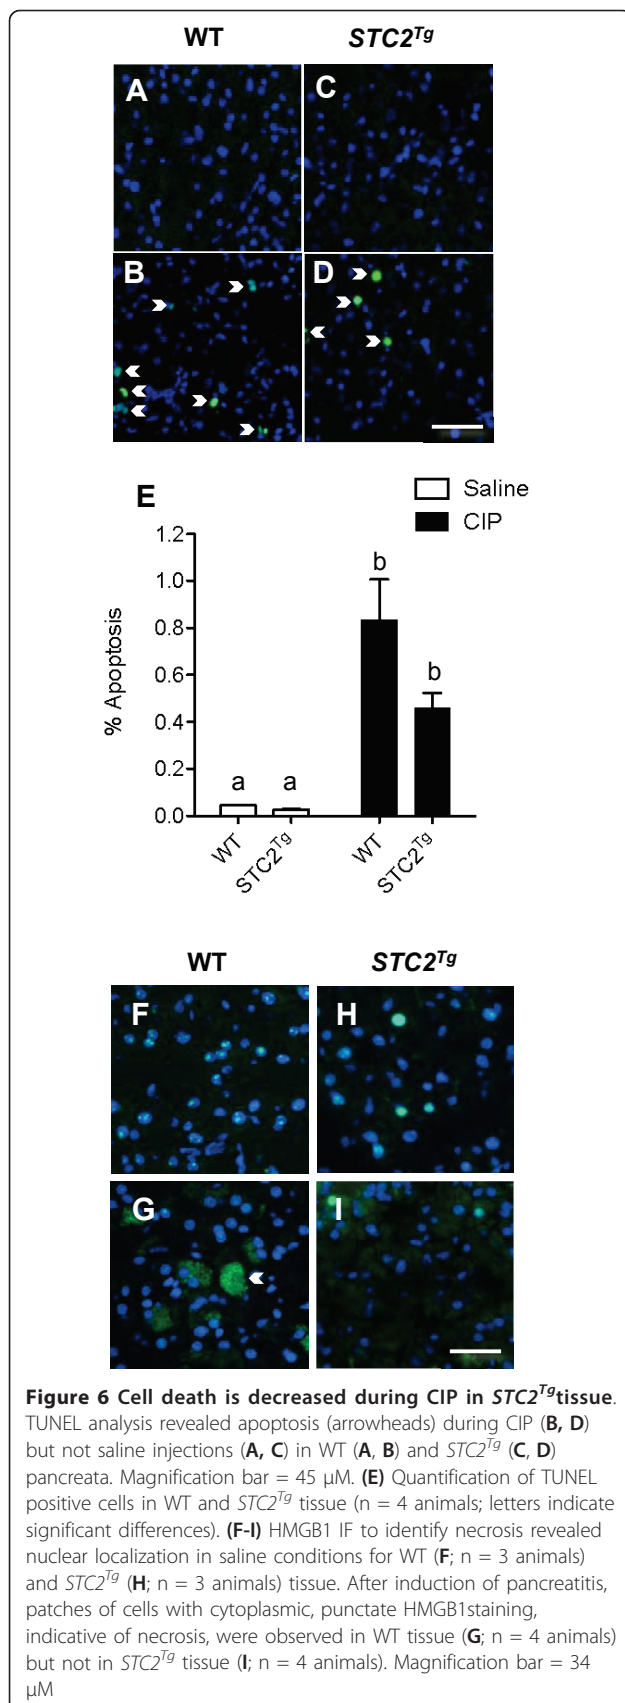 WT STC2Tg
A C
B D
E
Saline
CIP
1.2
1.0
0.8
0.6
0.4
0.2
0.0
% Apoptosis
a a b b
WT STC2Tg WT STC2Tg
WT STC2Tg
F H
G I
Figure 6 Cell death is decreased during CIP in STC2Tgtissue.
TUNEL analysis revealed apoptosis (arrowheads) during CIP (B, D)
but not saline injections (A, C) in WT (A, B) and STC2Tg (C, D)
pancreata. Magnification bar = 45 μM. (E) Quantification of TUNEL
positive cells in WT and STC2Tg tissue (n = 4 animals; letters indicate
significant differences). (F-I) HMGB1 IF to identify necrosis revealed
nuclear localization in saline conditions for WT (F; n = 3 animals)
and STC2Tg (H; n = 3 animals) tissue. After induction of pancreatitis,
patches of cells with cytoplasmic, punctate HMGB1staining,
indicative of necrosis, were observed in WT tissue (G; n = 4 animals)
but not in STC2Tg tissue (I; n = 4 animals). Magnification bar = 34
μM